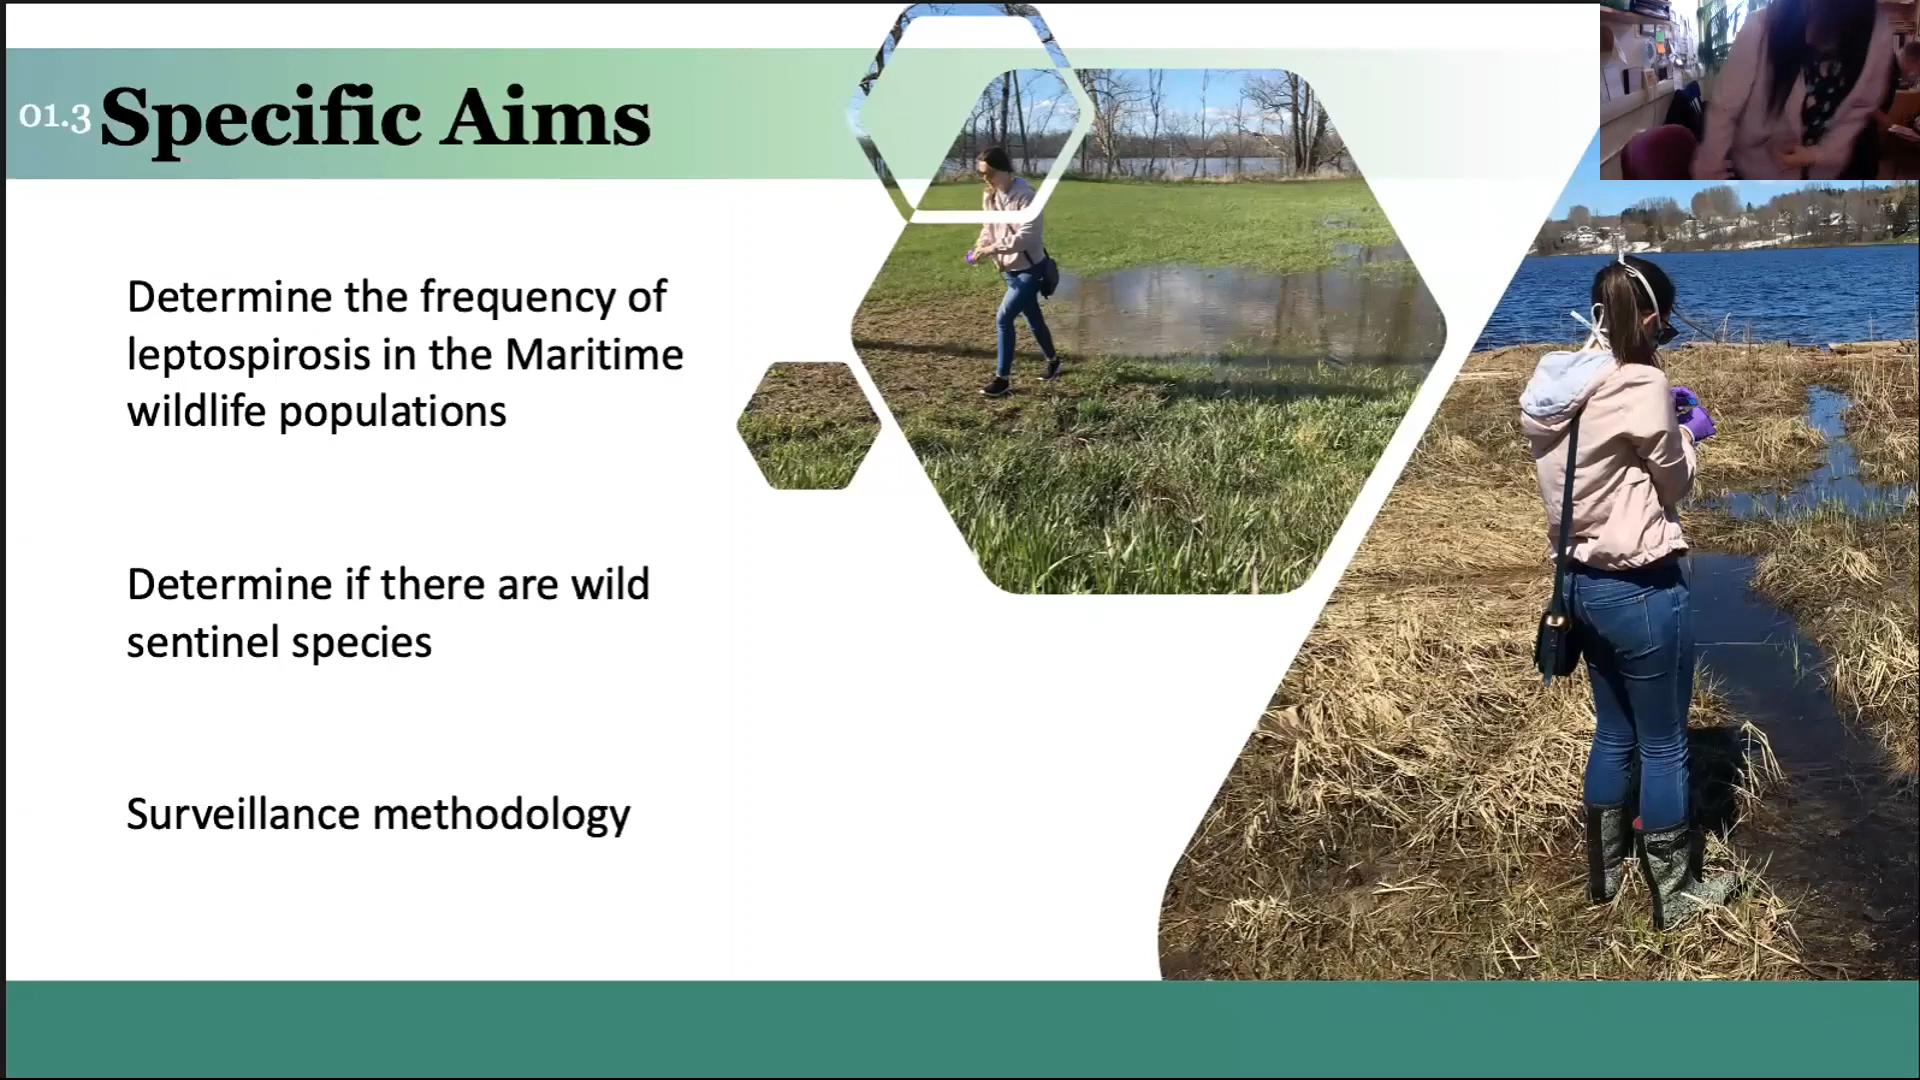 01.3 Specific Aims
Determine the frequency of
leptospirosis in the Maritime
wildlife populations
Determine if there are wild
sentinel species
Surveillance methodology